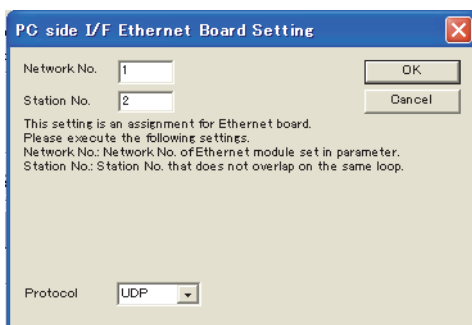 PC side I/F Ethernet Board Setting
Network No. 1
OK
Station No. 2
Cancel
This setting is an assignment for Ethernet board.
Please execute the following settings.
Network No.: Network No. of Ethernet module set in parameter.
Station No.: Station No. that does not overlap on the same loop.
Protocol UDP